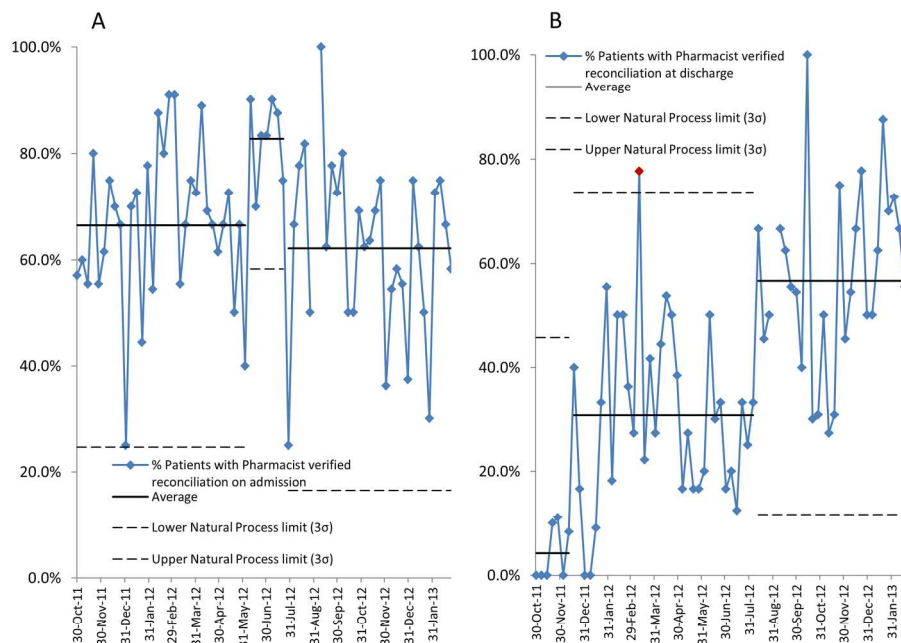 A
100.0%
80.0%
60.0%
40.0%
20.0%
0.0%
% Patients with Pharmacist verified
reconciliation on admission
Average
Lower Natural Process limit (3σ)
Upper Natural Process limit (3σ)
30-Oct-11
30-Nov-11
31-Dec-11
31-Jan-12
29-Feb-12
31-Mar-12
30-Apr-12
31-May-12
30-Jun-12
31-Jul-12
31-Aug-12
30-Sep-12
31-Oct-12
30-Nov-12
31-Dec-12
31-Jan-13
B
100.0%
80.0%
60.0%
40.0%
20.0%
0.0%
% Patients with Pharmacist verified
reconciliation at discharge
Average
Lower Natural Process limit (3σ)
Upper Natural Process limit (3σ)
30-Oct-11
30-Nov-11
31-Dec-11
31-Jan-12
29-Feb-12
31-Mar-12
30-Apr-12
31-May-12
30-Jun-12
31-Jul-12
31-Aug-12
30-Sep-12
31-Oct-12
30-Nov-12
31-Dec-12
31-Jan-13